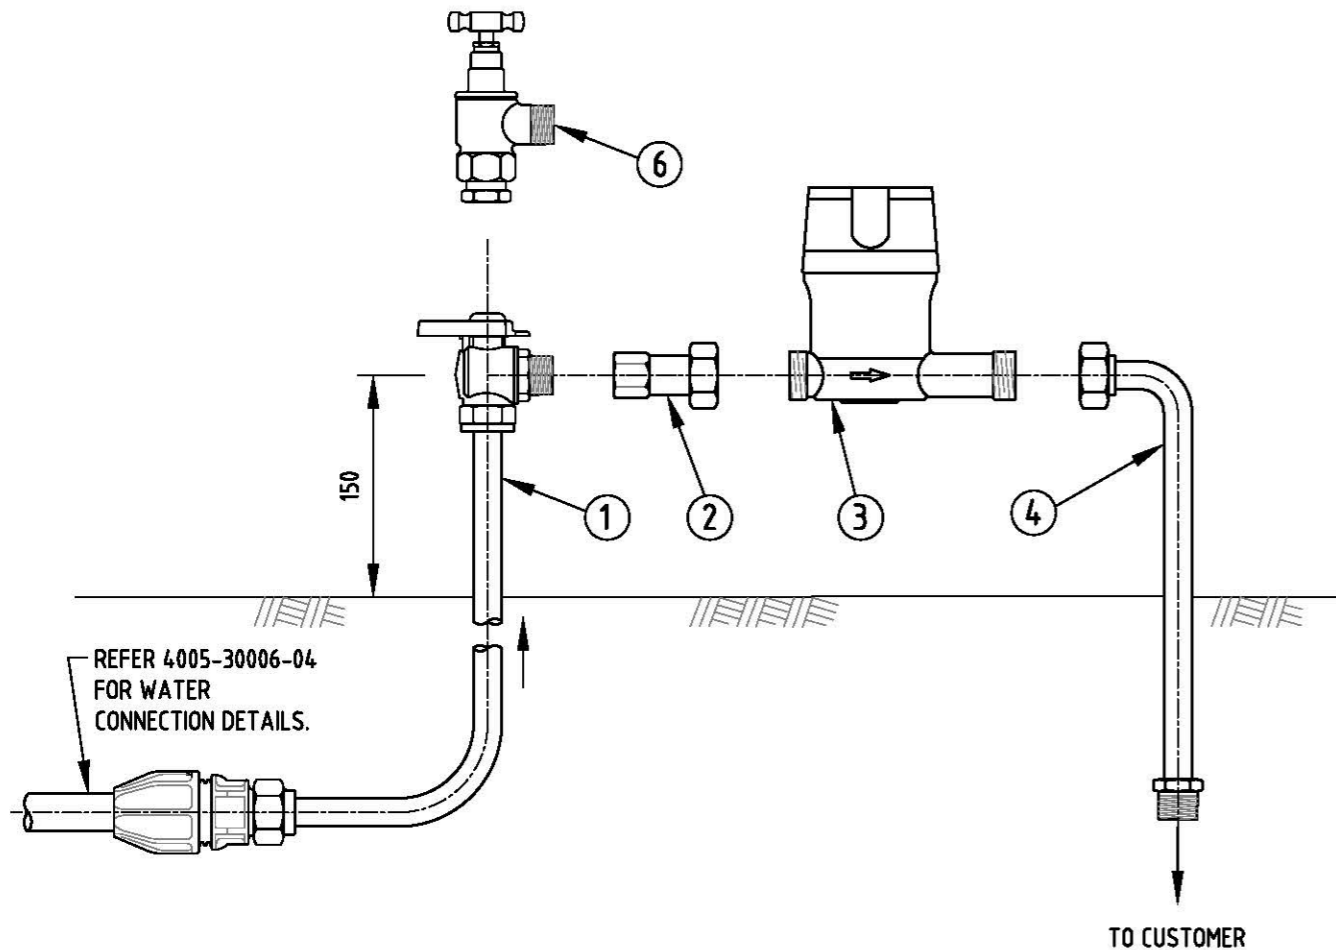 6
150
1
2
3
4
REFER 4005-30006-04
FOR WATER
CONNECTION DETAILS.
TO CUSTOMER